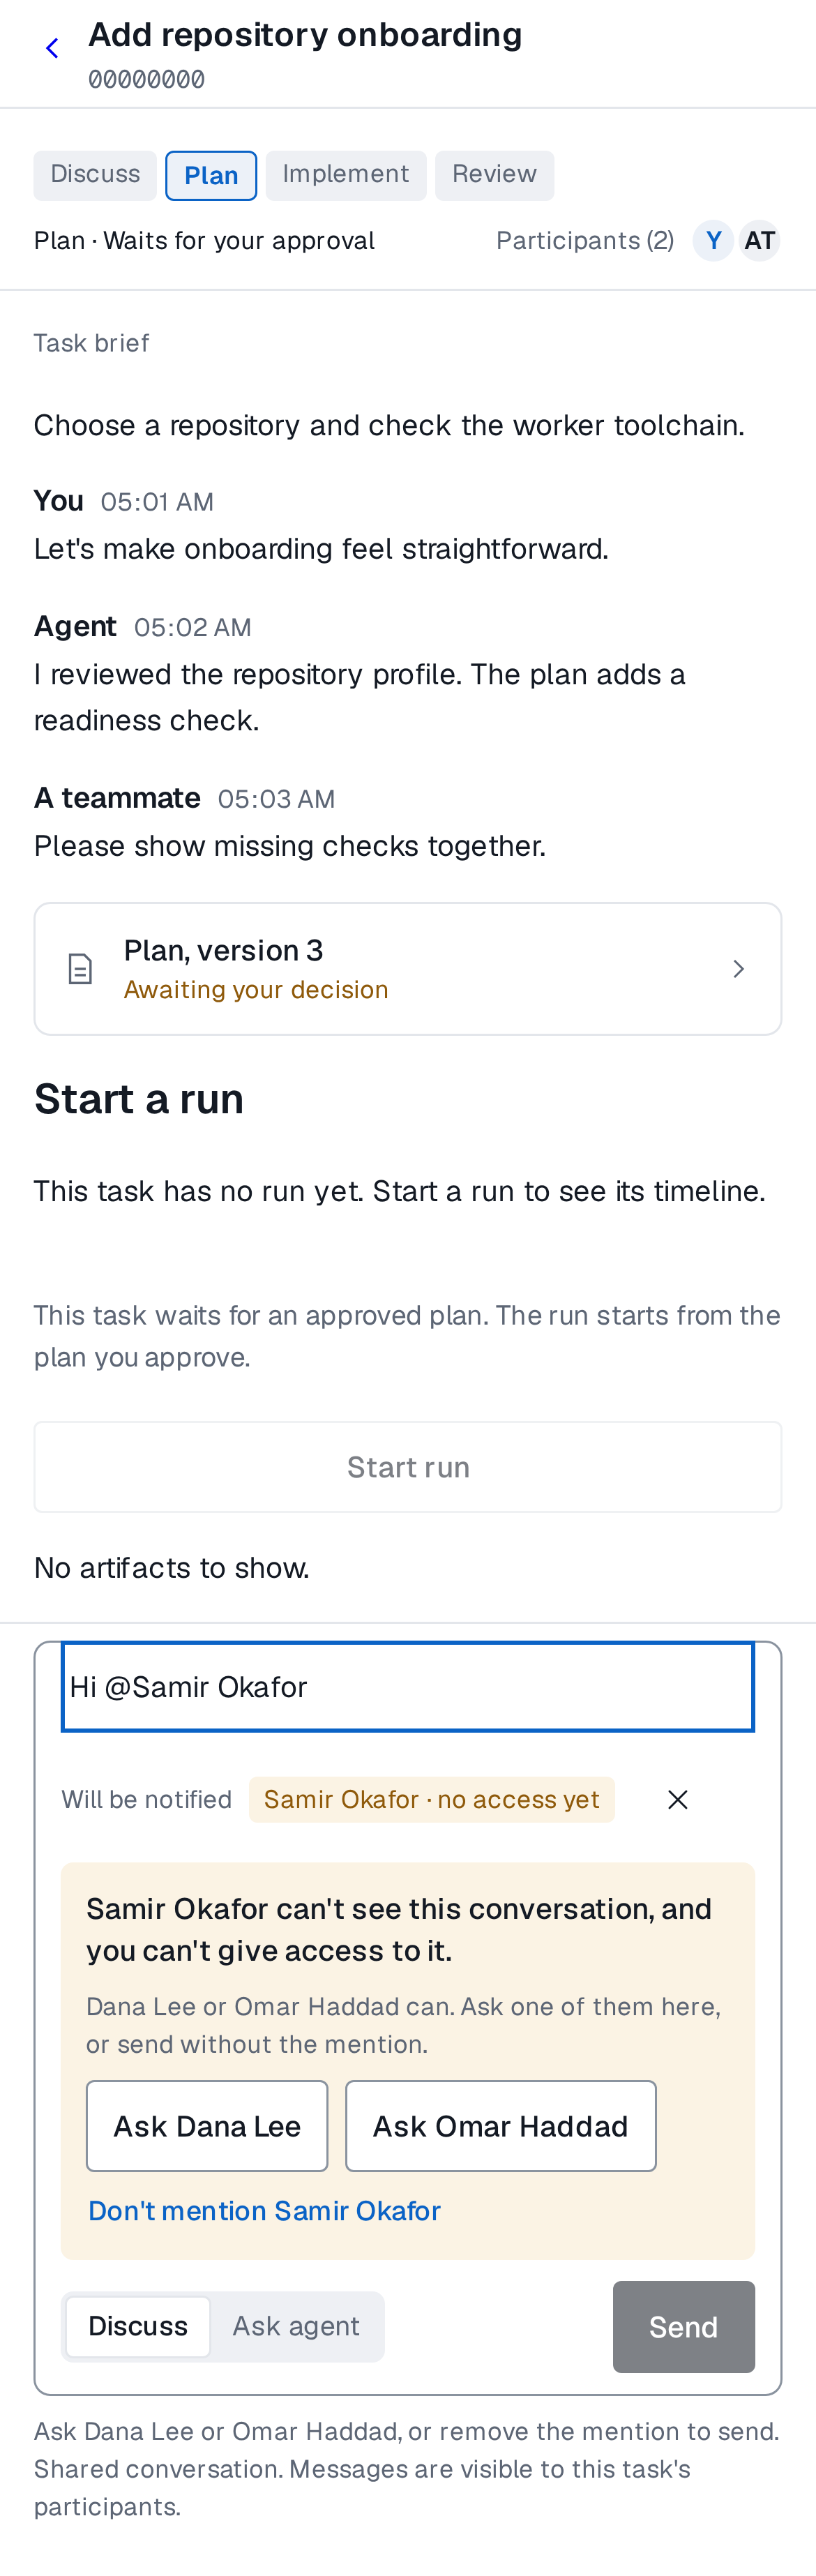 Add repository onboarding
00000000
Discuss Plan Implement Review
Plan · Waits for your approval Participants (2) Y AT
Task brief
Choose a repository and check the worker toolchain.
You 05:01 AM
Let's make onboarding feel straightforward.
Agent 05:02 AM
I reviewed the repository profile. The plan adds a
readiness check.
A teammate 05:03 AM
Please show missing checks together.
Plan, version 3
Awaiting your decision
Start a run
This task has no run yet. Start a run to see its timeline.
This task waits for an approved plan. The run starts from the
plan you approve.
Start run
No artifacts to show.
Hi @Samir Okafor
Will be notified Samir Okafor · no access yet
Samir Okafor can't see this conversation, and
you can't give access to it.
Dana Lee or Omar Haddad can. Ask one of them here,
or send without the mention.
Ask Dana Lee Ask Omar Haddad
Don't mention Samir Okafor
Discuss Ask agent Send
Ask Dana Lee or Omar Haddad, or remove the mention to send.
Shared conversation. Messages are visible to this task's
participants.